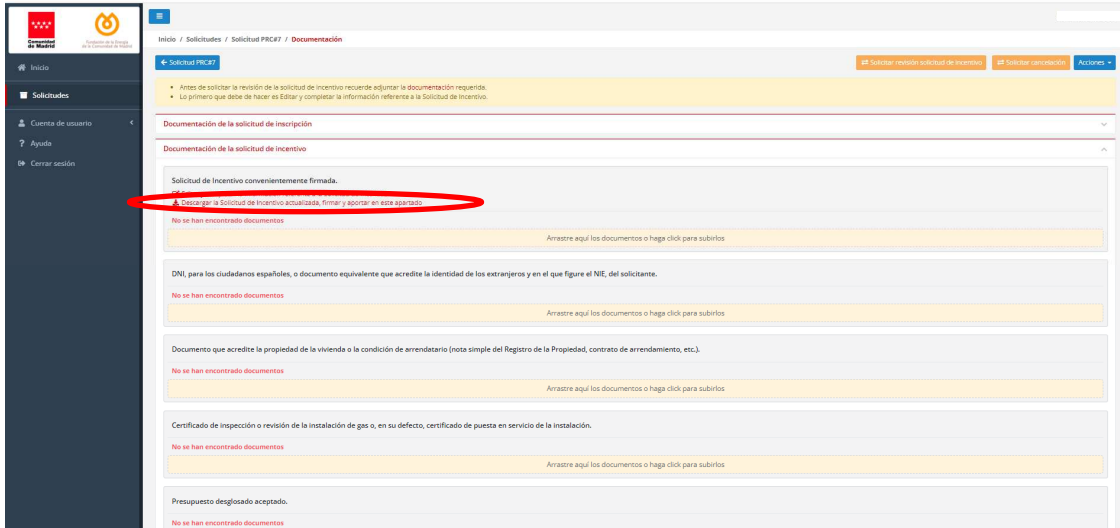 Comunidad
de Madrid
Fundación de la Energía
de la Comunidad de Madrid
Inicio
Solicitudes
Cuenta de usuario
Ayuda
Cerrar sesión
Inicio / Solicitudes / Solicitud PRC#7 / Documentación
Solicitud PRC#7
Solicitar revisión solicitud de incentivo
Solicitar cancelación
Acciones
Antes de solicitar la revisión de la solicitud de incentivo recuerde adjuntar la documentación requerida.
Lo primero que debe de hacer es Editar y completar la información referente a la Solicitud de Incentivo.
Documentación de la solicitud de inscripción
Documentación de la solicitud de incentivo
Solicitud de Incentivo convenientemente firmada.
Descargar la Solicitud de Incentivo actualizada, firmar y aportar en este apartado
No se han encontrado documentos
Arrastre aquí los documentos o haga click para subirlos
DNI, para los ciudadanos españoles, o documento equivalente que acredite la identidad de los extranjeros y en el que figure el NIE, del solicitante.
No se han encontrado documentos
Arrastre aquí los documentos o haga click para subirlos
Documento que acredite la propiedad de la vivienda o la condición de arrendatario (nota simple del Registro de la Propiedad, contrato de arrendamiento, etc.).
No se han encontrado documentos
Arrastre aquí los documentos o haga click para subirlos
Certificado de inspección o revisión de la instalación de gas o, en su defecto, certificado de puesta en servicio de la instalación.
No se han encontrado documentos
Arrastre aquí los documentos o haga click para subirlos
Presupuesto desglosado aceptado.
No se han encontrado documentos